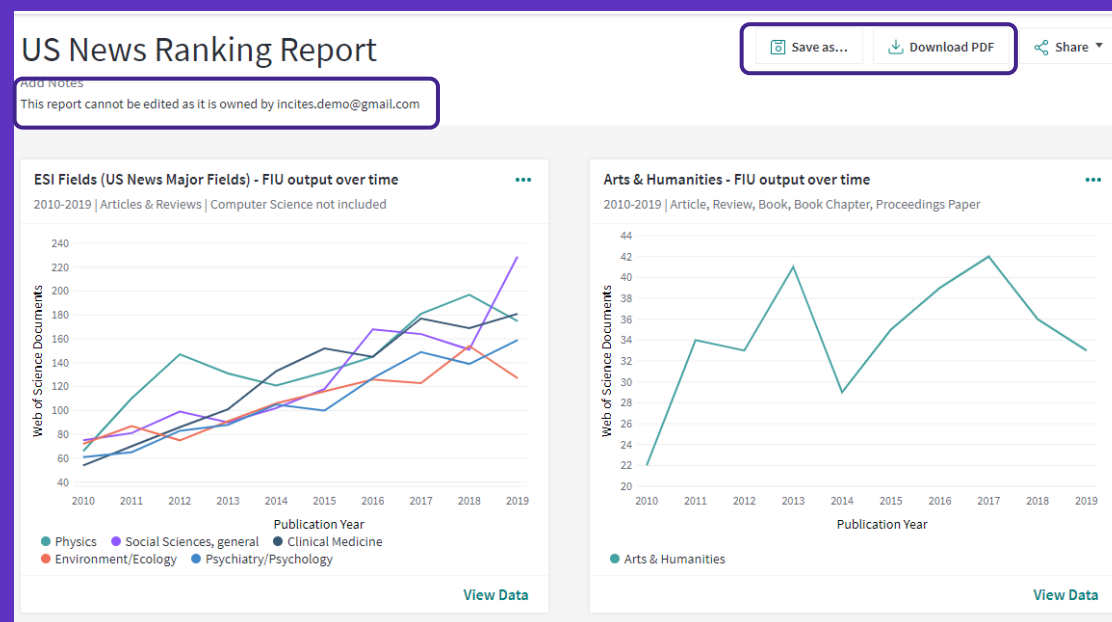 US News Ranking Report
Save as...
Download PDF
Share
Add Notes
This report cannot be edited as it is owned by incites.demo@gmail.com
ESI Fields (US News Major Fields) - FIU output over time
2010-2019 | Articles & Reviews | Computer Science not included
240
220
200
180
160
140
120
100
80
60
40
Web of Science Documents
2010 2011 2012 2013 2014 2015 2016 2017 2018 2019
Publication Year
Physics Social Sciences, general Clinical Medicine
Environment/Ecology Psychiatry/Psychology
View Data
Arts & Humanities - FIU output over time
2010-2019 | Article, Review, Book, Book Chapter, Proceedings Paper
44
42
40
38
36
34
32
30
28
26
24
22
20
Web of Science Documents
2010 2011 2012 2013 2014 2015 2016 2017 2018 2019
Publication Year
Arts & Humanities
View Data